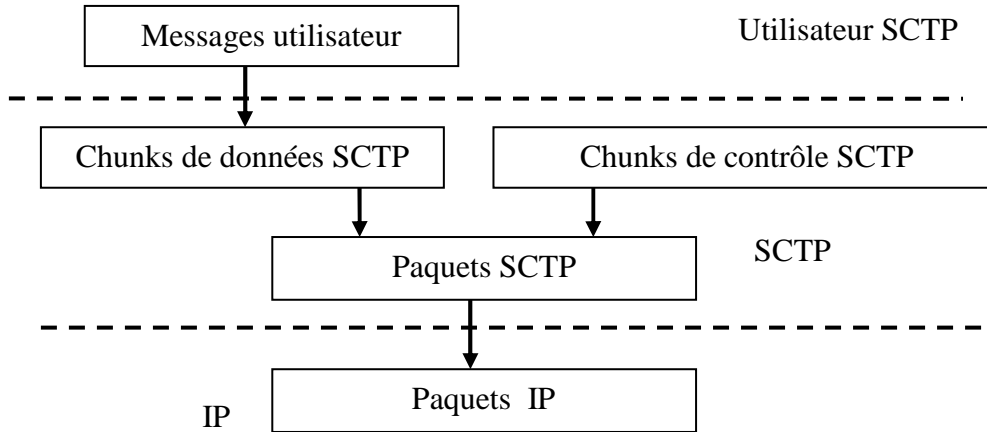 Messages utilisateur
Utilisateur SCTP
Chunks de données SCTP
Chunks de contrôle SCTP
Paquets SCTP
SCTP
Paquets IP
IP